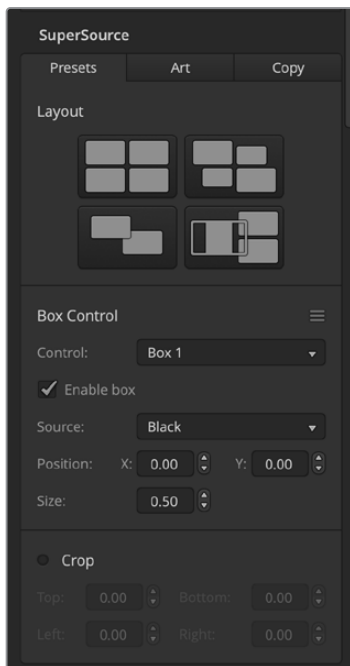 SuperSource
Presets Art Copy
Layout
Box Control
Control: Box 1
Enable box
Source: Black
Position: X: 0.00 Y: 0.00
Size: 0.50
Crop
Top: 0.00 Bottom: 0.00
Left: 0.00 Right: 0.00